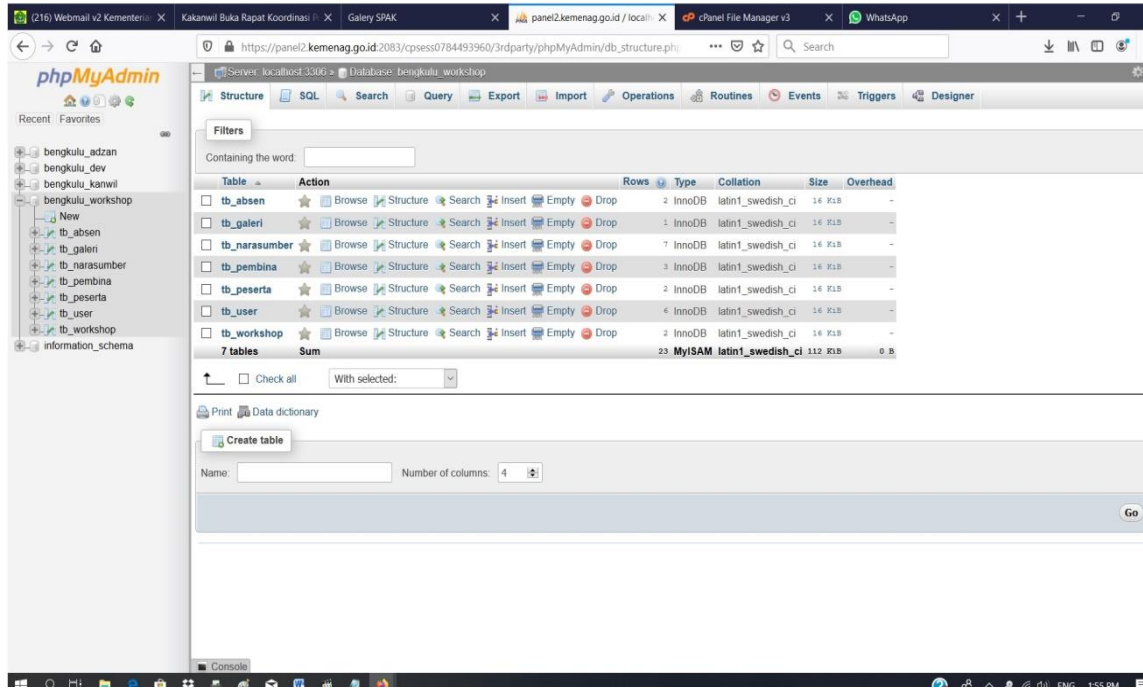 (216) Webmail v2 Kementeria
Kakanwil Buka Rapat Koordinasi
Galery SPAK
panel2.kemenag.go.id / localh
cPanel File Manager v3
WhatsApp
https://panel2.kemenag.go.id:2083/cpsess0784493960/3rdparty/phpMyAdmin/db_structure.php
Search
phpMyAdmin
Recent Favorites
bengkulu_adzan
bengkulu_dev
bengkulu_kanwil
bengkulu_workshop
New
tb_absen
tb_galeri
tb_narasumber
tb_pembina
tb_peserta
tb_user
tb_workshop
information_schema
Server: localhost:3306 » Database: bengkulu_workshop
Structure SQL Search Query Export Import Operations Routines Events Triggers Designer
Filters
Containing the word:
Table Action Rows Type Collation Size Overhead
tb_absen Browse Structure Search Insert Empty Drop 2 InnoDB latin1_swedish_ci 16 KiB -
tb_galeri Browse Structure Search Insert Empty Drop 1 InnoDB latin1_swedish_ci 16 KiB -
tb_narasumber Browse Structure Search Insert Empty Drop 7 InnoDB latin1_swedish_ci 16 KiB -
tb_pembina Browse Structure Search Insert Empty Drop 3 InnoDB latin1_swedish_ci 16 KiB -
tb_peserta Browse Structure Search Insert Empty Drop 2 InnoDB latin1_swedish_ci 16 KiB -
tb_user Browse Structure Search Insert Empty Drop 6 InnoDB latin1_swedish_ci 16 KiB -
tb_workshop Browse Structure Search Insert Empty Drop 2 InnoDB latin1_swedish_ci 16 KiB -
7 tables Sum 23 MyISAM latin1_swedish_ci 112 KiB 0 B
Check all With selected:
Print Data dictionary
Create table
Name: Number of columns: 4
Go
Console
ENG 1:55 PM